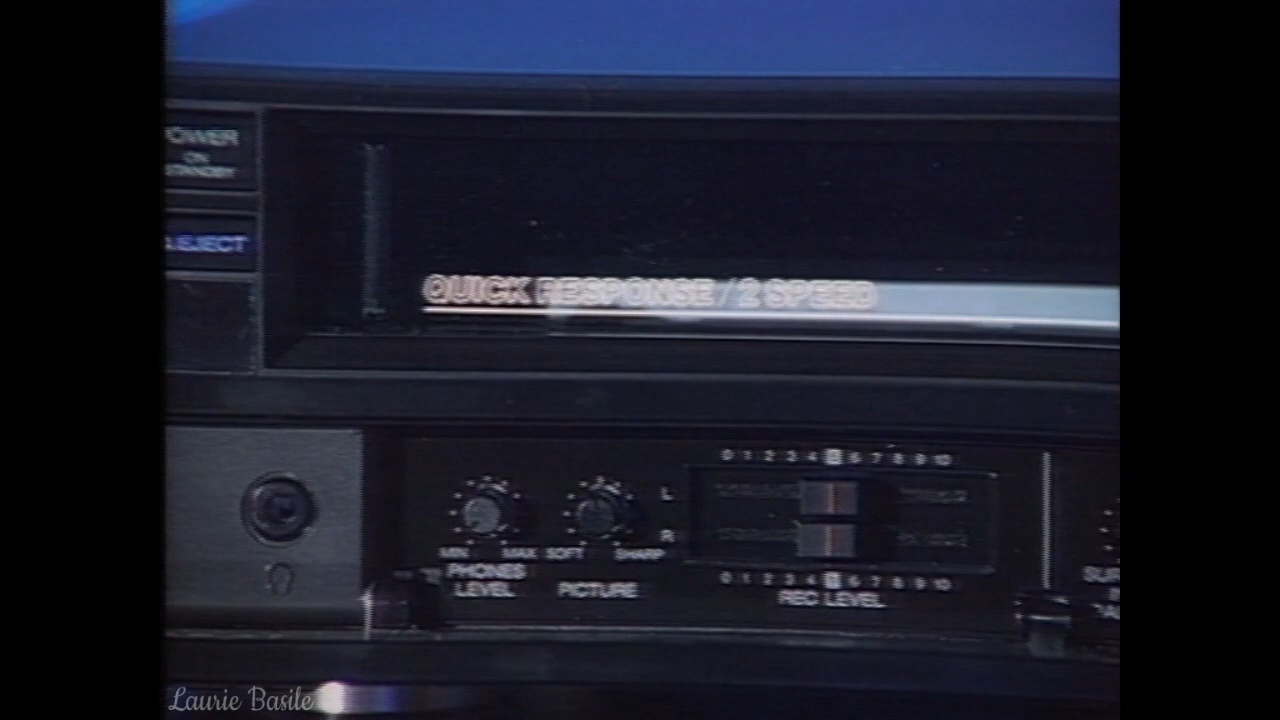 POWER
ON
STANDBY
EJECT
QUICK RESPONSE / 2 SPEED
0 1 2 3 4 5 6 7 8 9 10
L
R
MIN MAX SOFT SHARP
PHONES
LEVEL
PICTURE
0 1 2 3 4 5 6 7 8 9 10
REC LEVEL
Laurie Basile